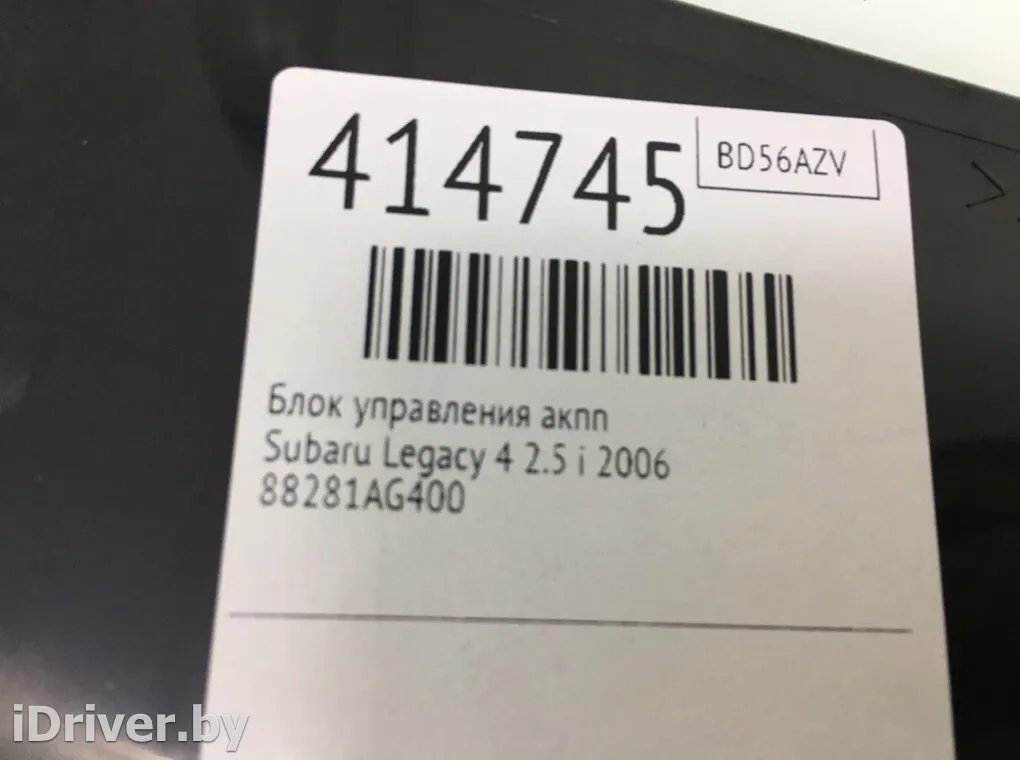 414745
BD56AZV
Блок управления акпп
Subaru Legacy 4 2.5 i 2006
88281AG400
iDriver.by